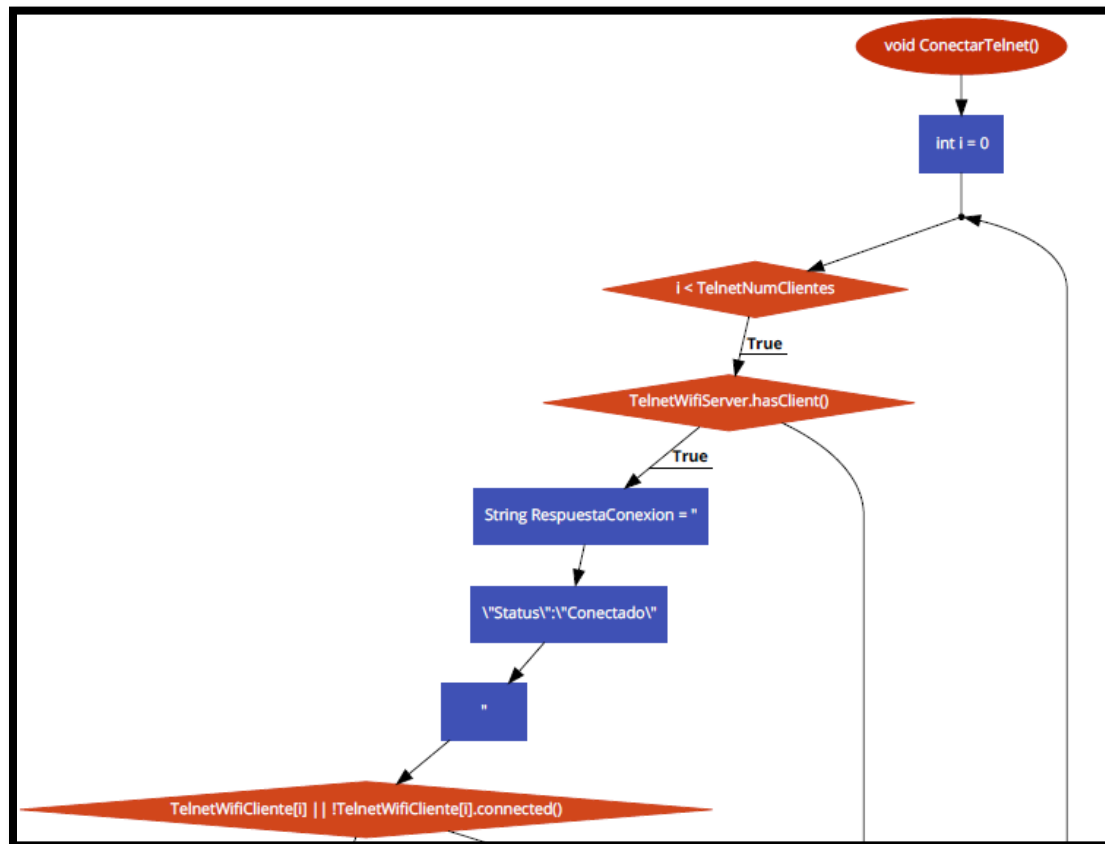 void ConectarTelnet()
int i = 0
i < TelnetNumClientes
True
TelnetWifiServer.hasClient()
True
String RespuestaConexion = "
\"Status\":\"Conectado\"
"
TelnetWifiCliente[i] || !TelnetWifiCliente[i].connected()